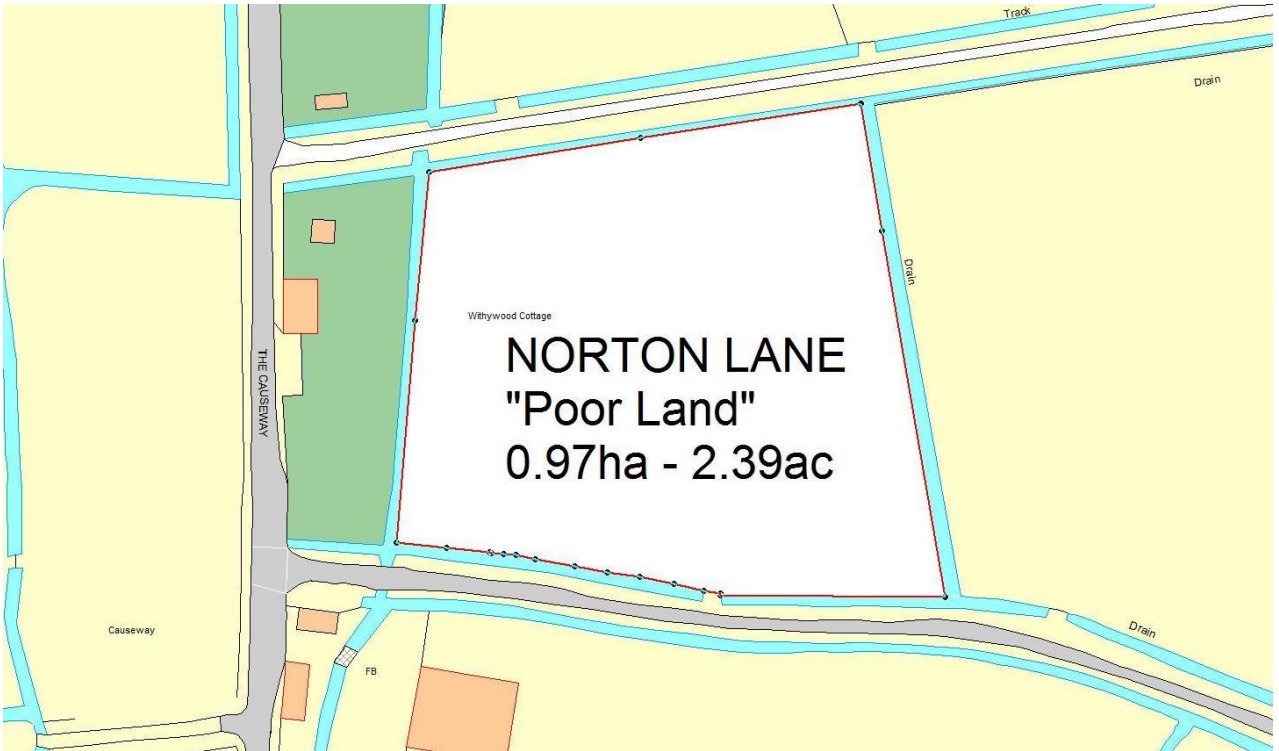 Track
Drain
Withywood Cottage
Drain
NORTON LANE
"Poor Land"
0.97ha - 2.39ac
THE CAUSEWAY
Causeway
Drain
FB